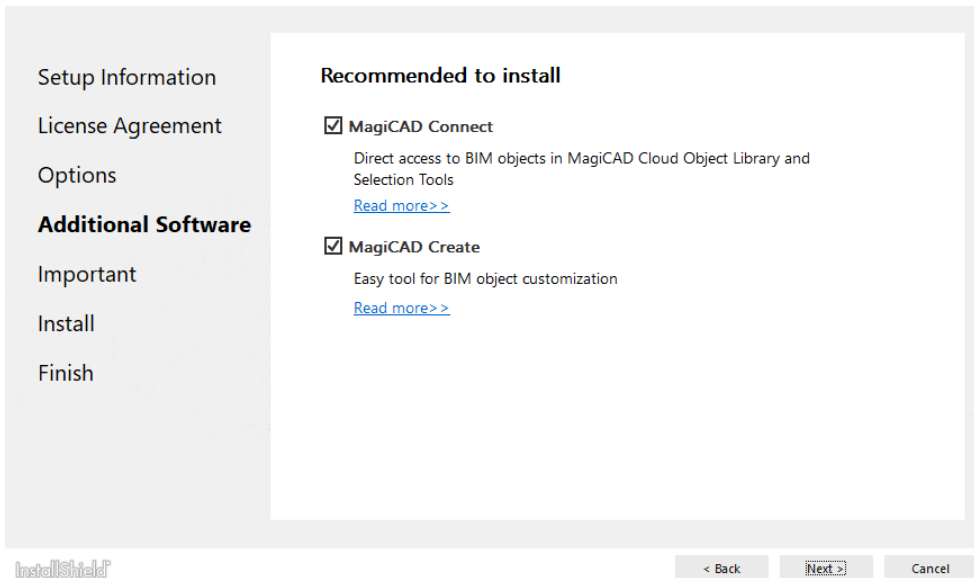 Setup Information
License Agreement
Options
Additional Software
Important
Install
Finish
Recommended to install
MagiCAD Connect
Direct access to BIM objects in MagiCAD Cloud Object Library and
Selection Tools
Read more>>
MagiCAD Create
Easy tool for BIM object customization
Read more>>
InstallShield
< Back
Next >
Cancel